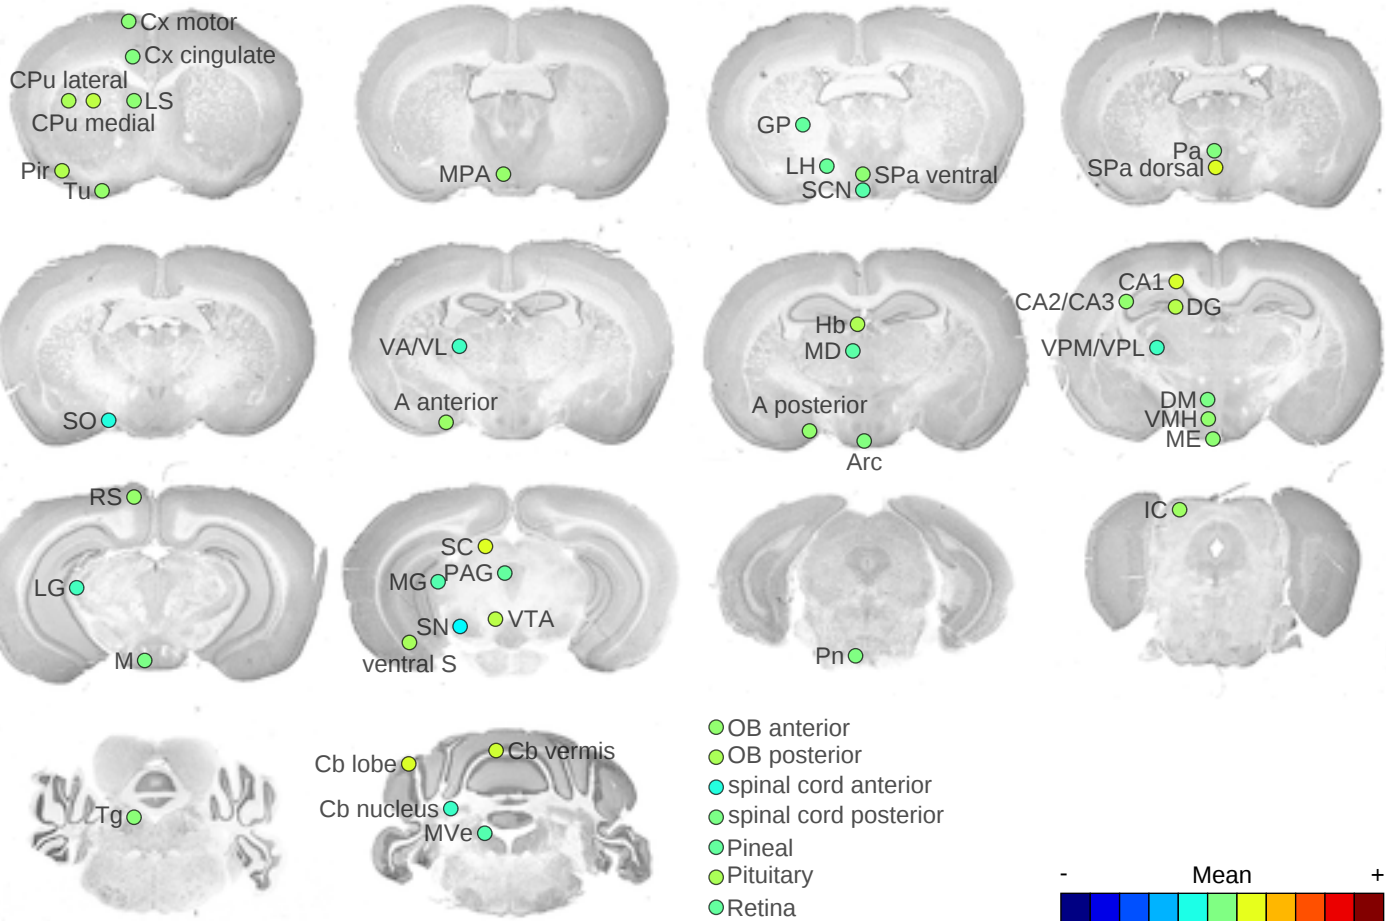 Cx motor
Cx cingulate
CPu lateral
LS
CPu medial
Pir
Tu
MPA
GP
LH
SPa ventral
SCN
Pa
SPa dorsal
SO
VA/VL
A anterior
Hb
MD
A posterior
Arc
CA1
CA2/CA3
DG
VPM/VPL
DM
VMH
ME
RS
LG
M
SC
PAG
MG
VTA
SN
ventral S
Pn
IC
Tg
Cb vermis
Cb lobe
Cb nucleus
MVe
OB anterior
OB posterior
spinal cord anterior
spinal cord posterior
Pineal
Pituitary
Retina
- Mean +